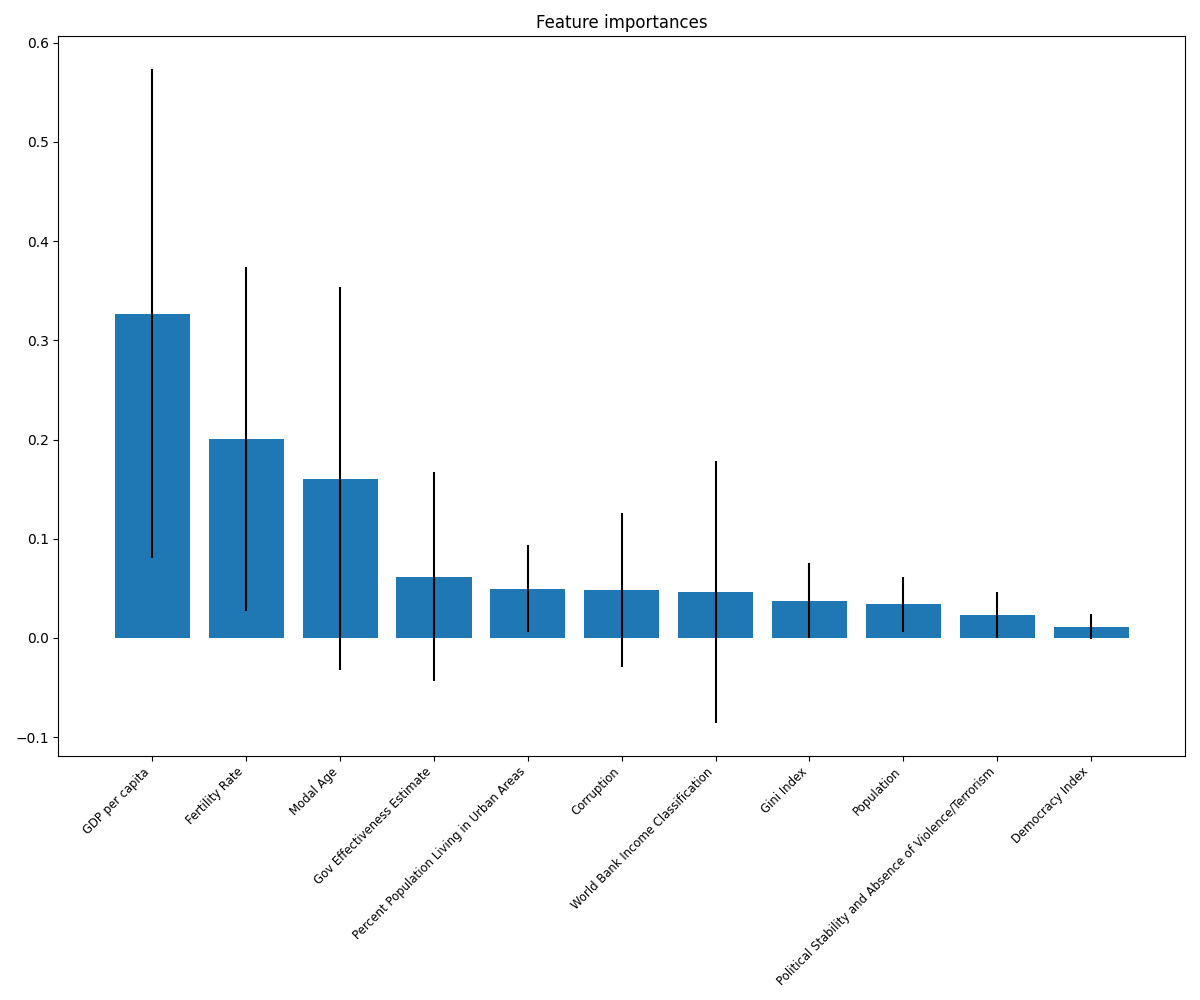 Feature importances
0.6
0.5
0.4
0.3
0.2
0.1
0.0
−0.1
GDP per capita
Fertility Rate
Modal Age
Gov Effectiveness Estimate
Percent Population Living in Urban Areas
Corruption
World Bank Income Classification
Gini Index
Population
Political Stability and Absence of Violence/Terrorism
Democracy Index